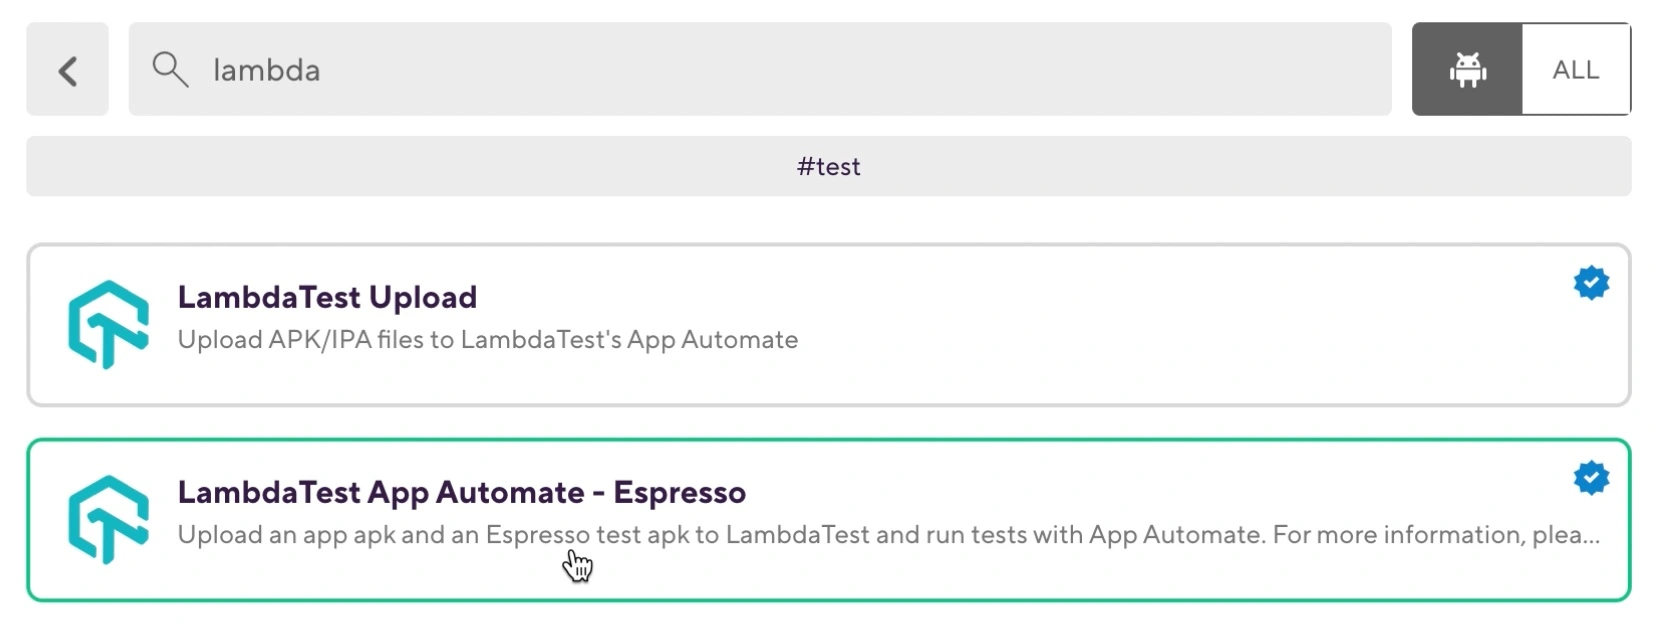 lambda
ALL
#test
LambdaTest Upload
Upload APK/IPA files to LambdaTest's App Automate
LambdaTest App Automate - Espresso
Upload an app apk and an Espresso test apk to LambdaTest and run tests with App Automate. For more information, plea...